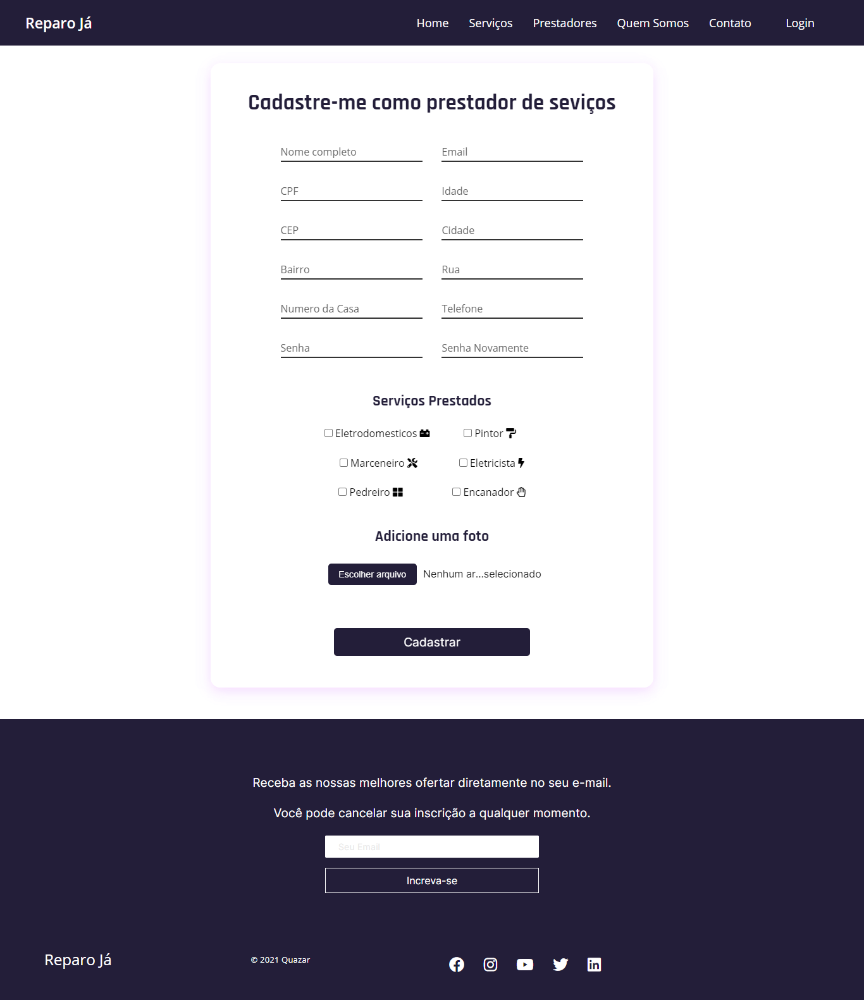 Reparo Já
Home Serviços Prestadores Quem Somos Contato Login
Cadastre-me como prestador de seviços
Nome completo Email
CPF Idade
CEP Cidade
Bairro Rua
Numero da Casa Telefone
Senha Senha Novamente
Serviços Prestados
Eletrodomesticos Pintor
Marceneiro Eletricista
Pedreiro Encanador
Adicione uma foto
Escolher arquivo Nenhum ar...selecionado
Cadastrar
Receba as nossas melhores ofertar diretamente no seu e-mail.
Você pode cancelar sua inscrição a qualquer momento.
Seu Email
Increva-se
Reparo Já © 2021 Quazar